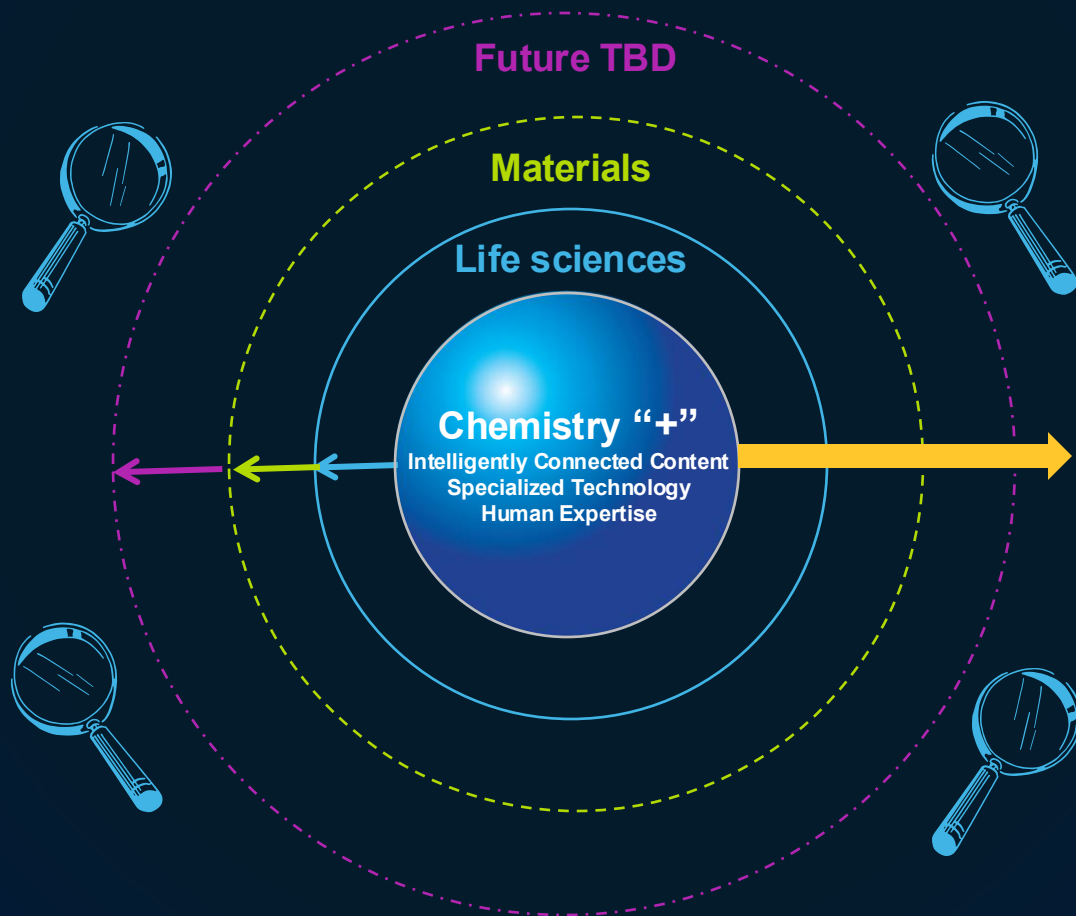 Future TBD
Materials
Life sciences
Chemistry “+”
Intelligently Connected Content
Specialized Technology
Human Expertise